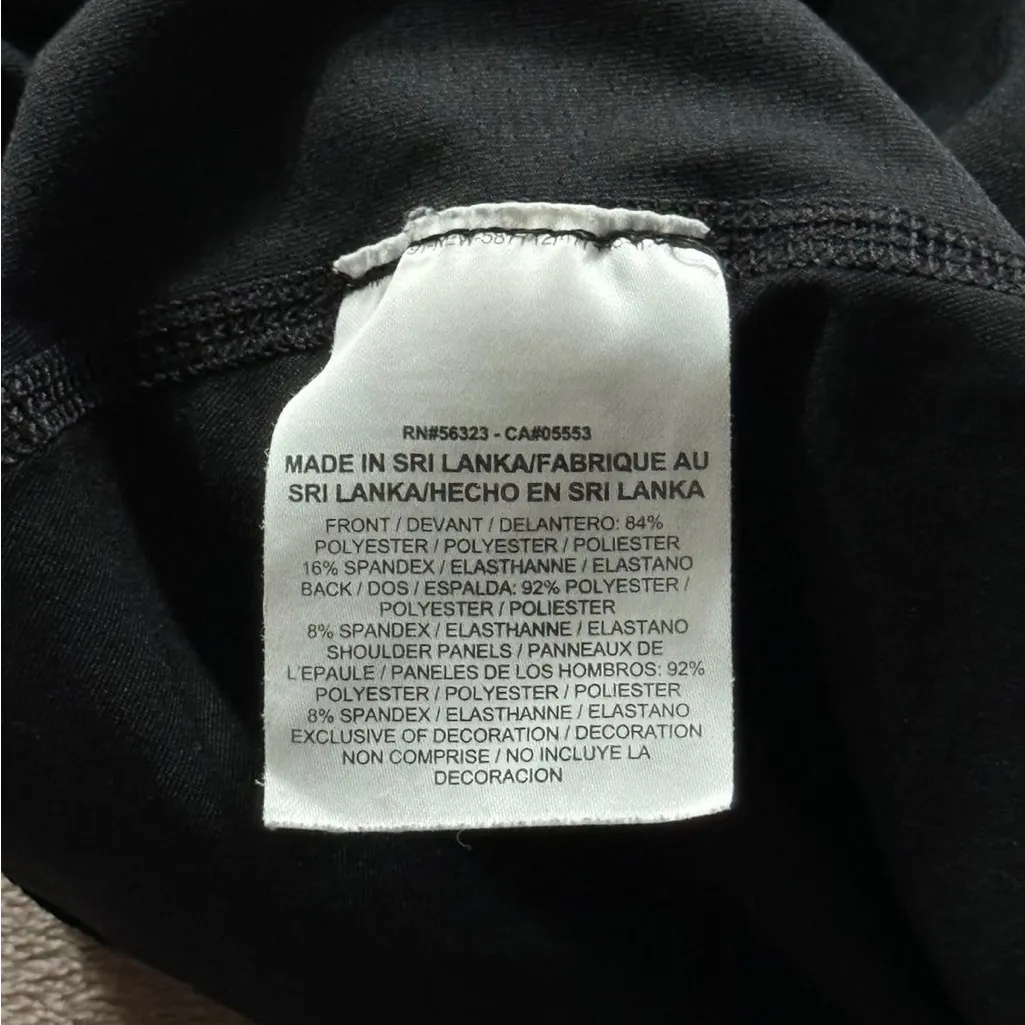 RN#56323 - CA#05553
MADE IN SRI LANKA/FABRIQUE AU
SRI LANKA/HECHO EN SRI LANKA
FRONT / DEVANT / DELANTERO: 84%
POLYESTER / POLYESTER / POLIESTER
16% SPANDEX / ELASTHANNE / ELASTANO
BACK / DOS / ESPALDA: 92% POLYESTER /
POLYESTER / POLIESTER
8% SPANDEX / ELASTHANNE / ELASTANO
SHOULDER PANELS / PANNEAUX DE
L'EPAULE / PANELES DE LOS HOMBROS: 92%
POLYESTER / POLYESTER / POLIESTER
8% SPANDEX / ELASTHANNE / ELASTANO
EXCLUSIVE OF DECORATION / DECORATION
NON COMPRISE / NO INCLUYE LA
DECORACION